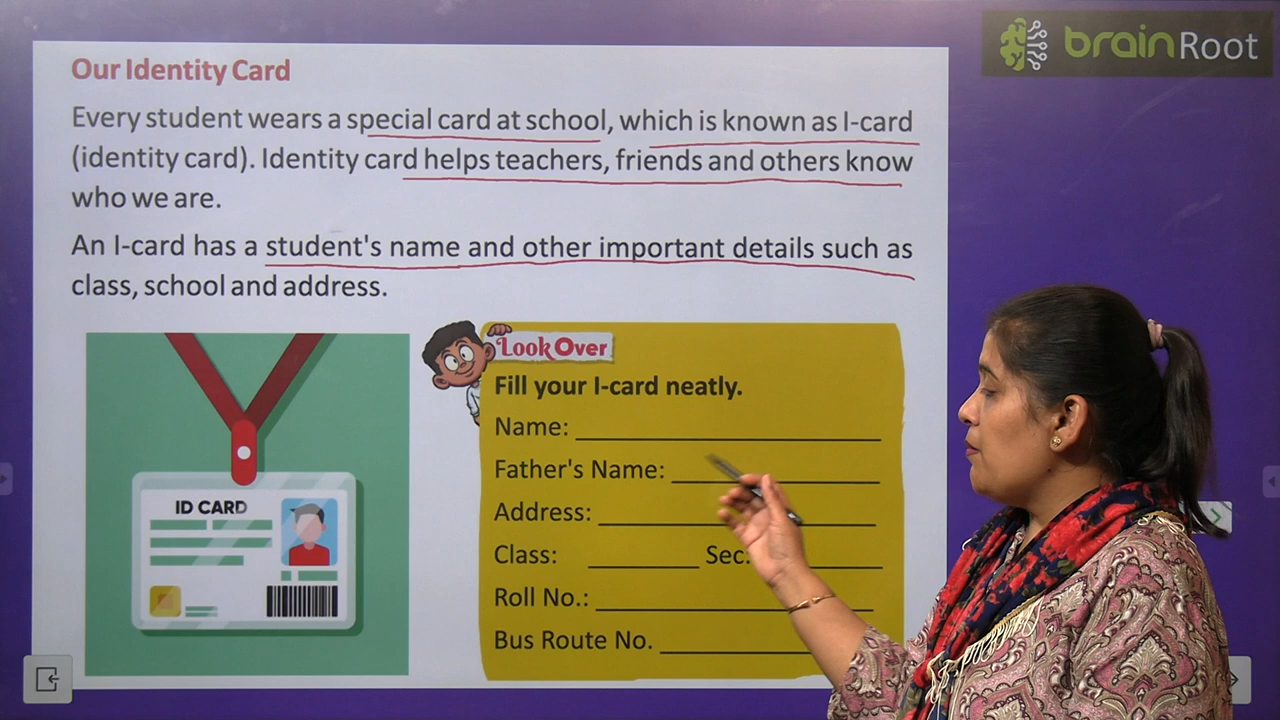 brainRoot
Our Identity Card
Every student wears a special card at school, which is known as I-card
(identity card). Identity card helps teachers, friends and others know
who we are.
An I-card has a student's name and other important details such as
class, school and address.
Look Over
Fill your I-card neatly.
Name:
Father's Name:
Address:
Class: Sec:
Roll No.:
Bus Route No.
ID CARD